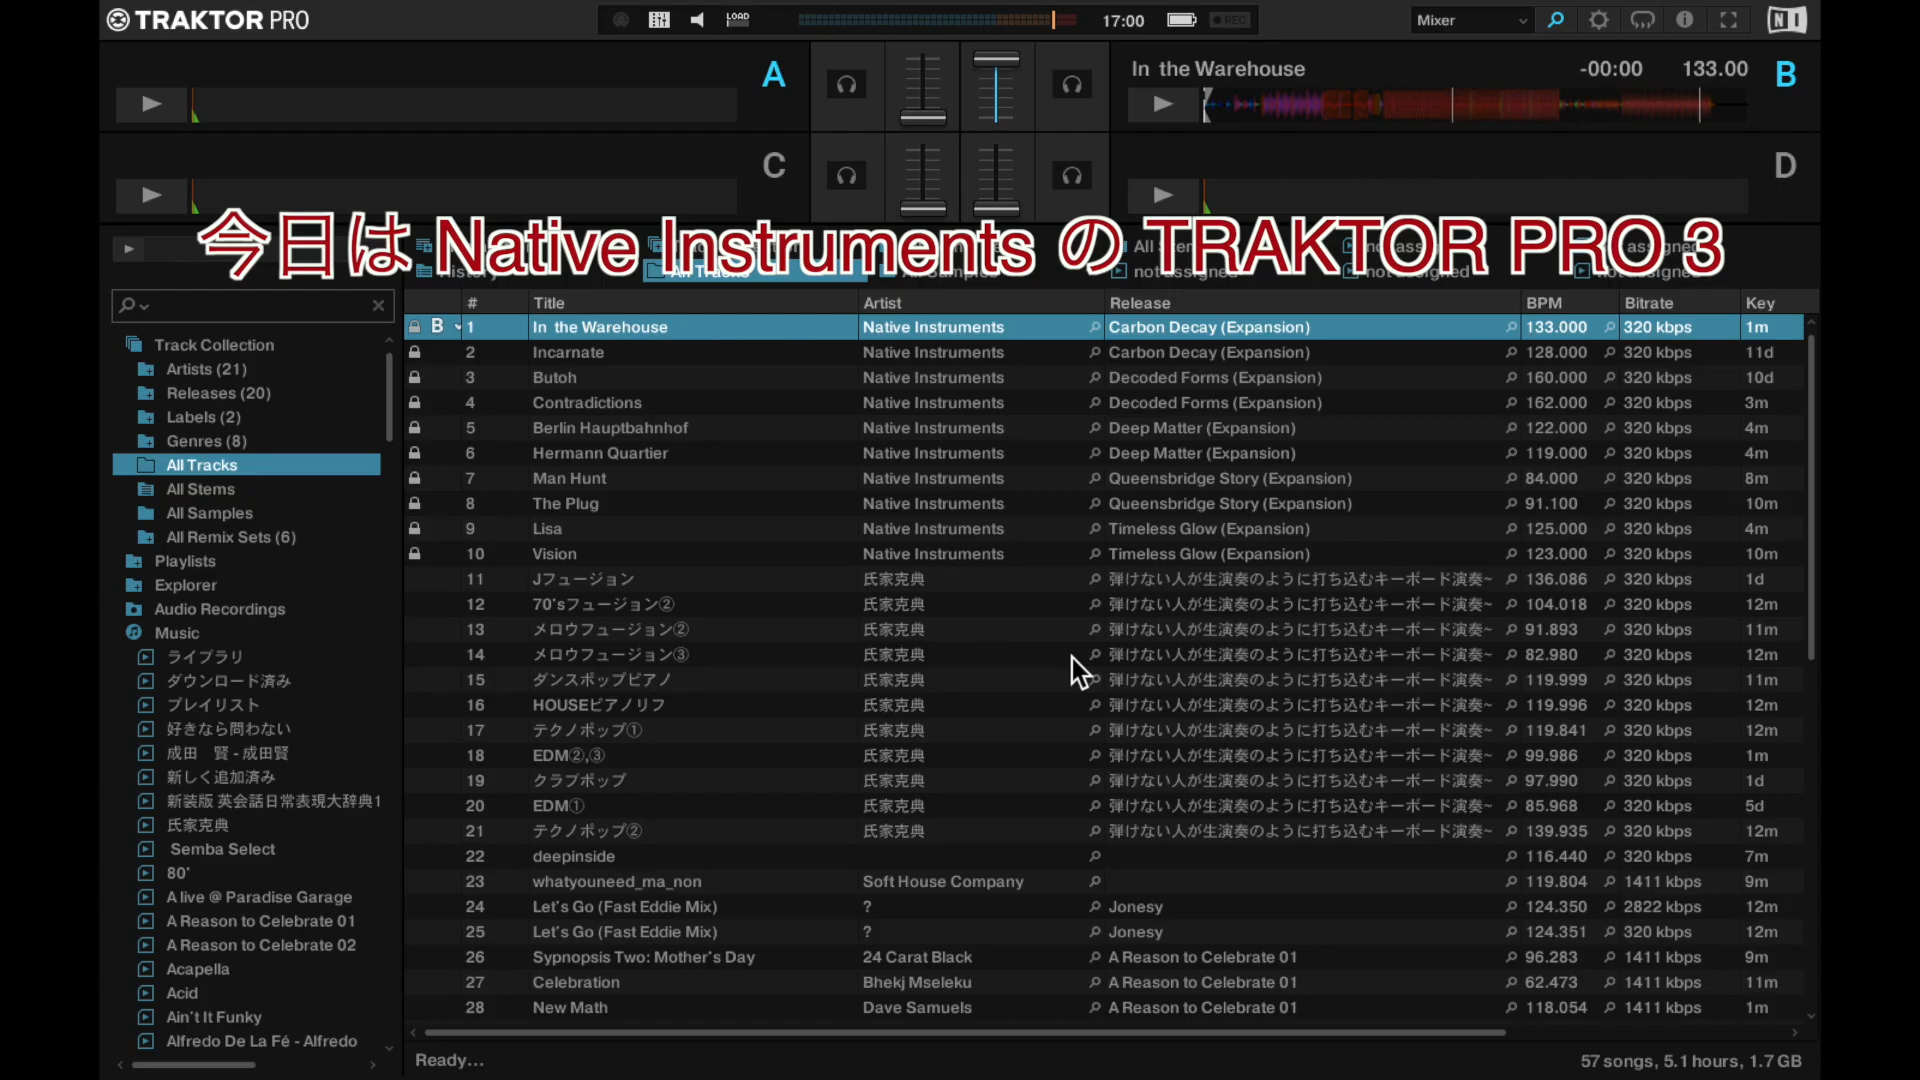 TRAKTOR PRO
LOAD
17:00
REC
Mixer
NI
A
In the Warehouse
-00:00
133.00
B
C
D
今日は Native Instruments の TRAKTOR PRO 3
All Tracks
not assigned
not assigned
# Title Artist Release BPM Bitrate Key
B 1 In the Warehouse Native Instruments Carbon Decay (Expansion) 133.000 320 kbps 1m
2 Incarnate Native Instruments Carbon Decay (Expansion) 128.000 320 kbps 11d
3 Butoh Native Instruments Decoded Forms (Expansion) 160.000 320 kbps 10d
4 Contradictions Native Instruments Decoded Forms (Expansion) 162.000 320 kbps 3m
5 Berlin Hauptbahnhof Native Instruments Deep Matter (Expansion) 122.000 320 kbps 4m
6 Hermann Quartier Native Instruments Deep Matter (Expansion) 119.000 320 kbps 4m
7 Man Hunt Native Instruments Queensbridge Story (Expansion) 84.000 320 kbps 8m
8 The Plug Native Instruments Queensbridge Story (Expansion) 91.100 320 kbps 10m
9 Lisa Native Instruments Timeless Glow (Expansion) 125.000 320 kbps 4m
10 Vision Native Instruments Timeless Glow (Expansion) 123.000 320 kbps 10m
11 Jフュージョン 氏家克典 弾けない人が生演奏のように打ち込むキーボード演奏~ 136.086 320 kbps 1d
12 70'sフュージョン② 氏家克典 弾けない人が生演奏のように打ち込むキーボード演奏~ 104.018 320 kbps 12m
13 メロウフュージョン② 氏家克典 弾けない人が生演奏のように打ち込むキーボード演奏~ 91.893 320 kbps 11m
14 メロウフュージョン③ 氏家克典 弾けない人が生演奏のように打ち込むキーボード演奏~ 82.980 320 kbps 12m
15 ダンスポップピアノ 氏家克典 弾けない人が生演奏のように打ち込むキーボード演奏~ 119.999 320 kbps 11m
16 HOUSEピアノリフ 氏家克典 弾けない人が生演奏のように打ち込むキーボード演奏~ 119.996 320 kbps 12m
17 テクノポップ① 氏家克典 弾けない人が生演奏のように打ち込むキーボード演奏~ 119.841 320 kbps 12m
18 EDM②,③ 氏家克典 弾けない人が生演奏のように打ち込むキーボード演奏~ 99.986 320 kbps 1m
19 クラブポップ 氏家克典 弾けない人が生演奏のように打ち込むキーボード演奏~ 97.990 320 kbps 1d
20 EDM① 氏家克典 弾けない人が生演奏のように打ち込むキーボード演奏~ 85.968 320 kbps 5d
21 テクノポップ② 氏家克典 弾けない人が生演奏のように打ち込むキーボード演奏~ 139.935 320 kbps 12m
22 deepinside 116.440 320 kbps 7m
23 whatyouneed_ma_non Soft House Company 119.804 1411 kbps 9m
24 Let's Go (Fast Eddie Mix) ? Jonesy 124.350 2822 kbps 12m
25 Let's Go (Fast Eddie Mix) ? Jonesy 124.351 320 kbps 12m
26 Sypnopsis Two: Mother's Day 24 Carat Black A Reason to Celebrate 01 96.283 1411 kbps 9m
27 Celebration Bhekj Mseleku A Reason to Celebrate 01 62.473 1411 kbps 11m
28 New Math Dave Samuels A Reason to Celebrate 01 118.054 1411 kbps 1m
Track Collection
Artists (21)
Releases (20)
Labels (2)
Genres (8)
All Tracks
All Stems
All Samples
All Remix Sets (6)
Playlists
Explorer
Audio Recordings
Music
ライブラリ
ダウンロード済み
プレイリスト
好きなら問わない
成田 賢 - 成田賢
新しく追加済み
新装版 英会話日常表現大辞典1
氏家克典
Semba Select
80'
A live @ Paradise Garage
A Reason to Celebrate 01
A Reason to Celebrate 02
Acapella
Acid
Ain't It Funky
Alfredo De La Fé - Alfredo
Ready...
57 songs, 5.1 hours, 1.7 GB